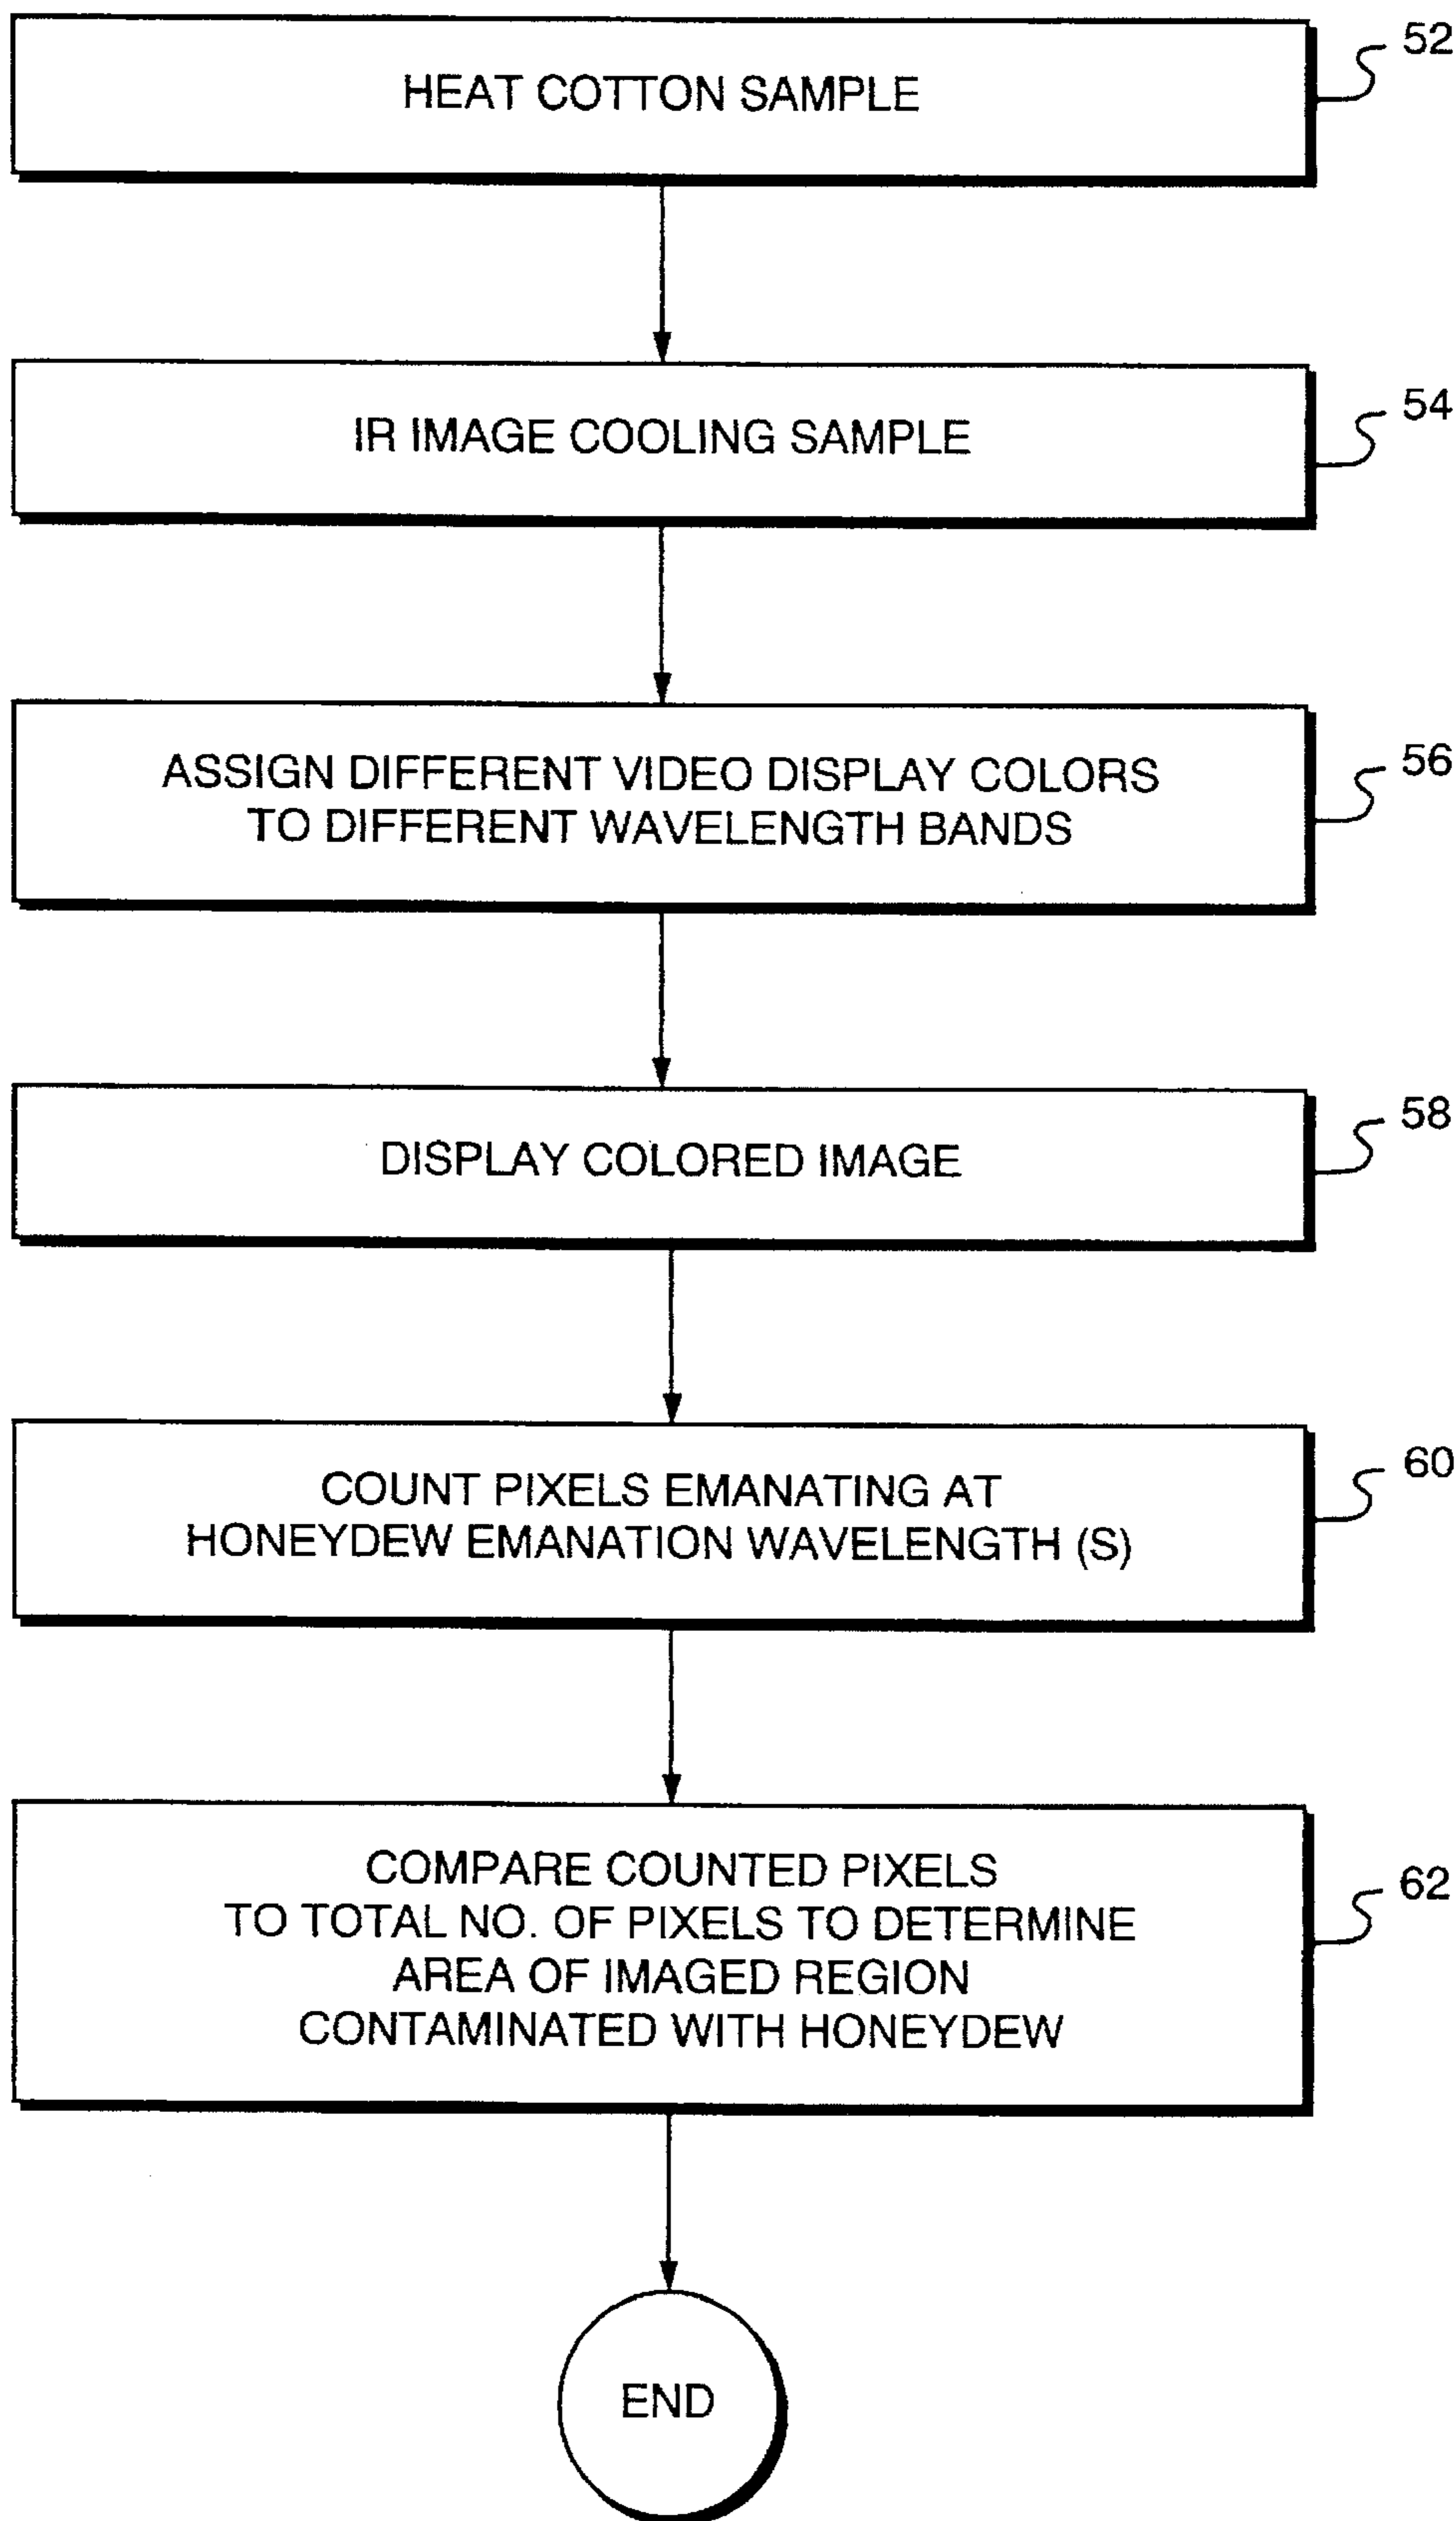 HEAT COTTON SAMPLE
52
IR IMAGE COOLING SAMPLE
54
ASSIGN DIFFERENT VIDEO DISPLAY COLORS
TO DIFFERENT WAVELENGTH BANDS
56
DISPLAY COLORED IMAGE
58
COUNT PIXELS EMANATING AT
HONEYDEW EMANATION WAVELENGTH (S)
60
COMPARE COUNTED PIXELS
TO TOTAL NO. OF PIXELS TO DETERMINE
AREA OF IMAGED REGION
CONTAMINATED WITH HONEYDEW
62
END